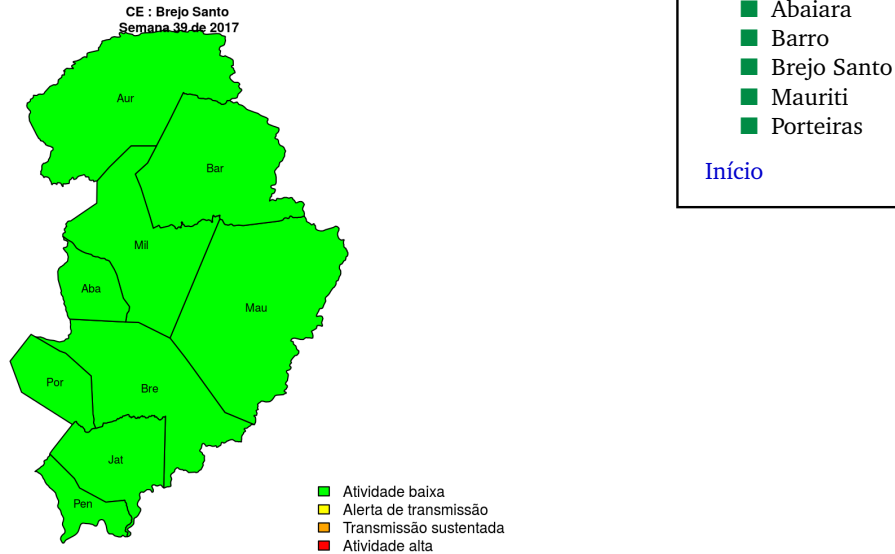 CE : Brejo Santo
Semana 39 de 2017
Aur
Bar
Mil
Aba
Mau
Por
Bre
Jat
Pen
Atividade baixa
Alerta de transmissão
Transmissão sustentada
Atividade alta
Abaiara
Barro
Brejo Santo
Mauriti
Porteiras
Início